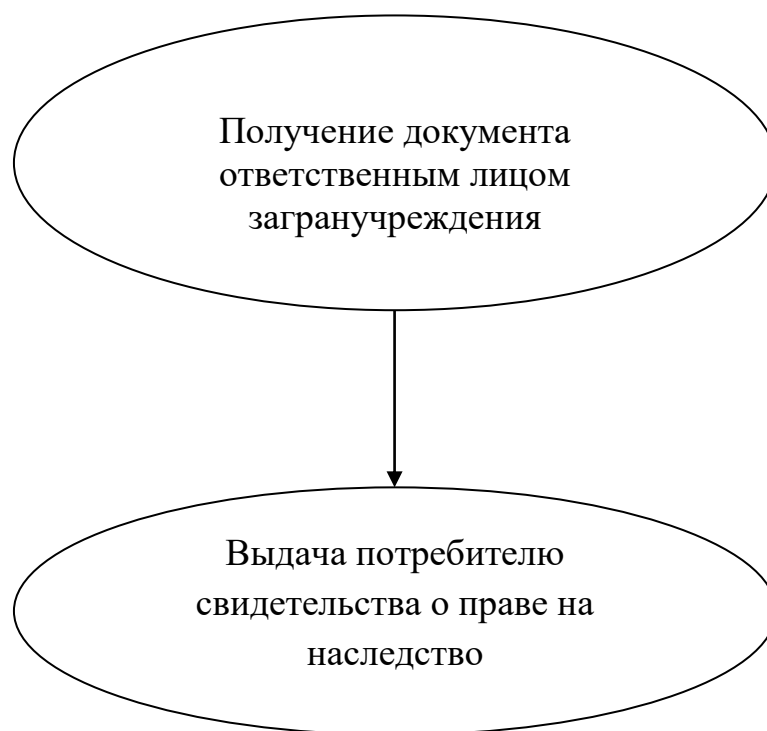 Получение документа
ответственным лицом
загранучреждения
Выдача потребителю
свидетельства о праве на
наследство